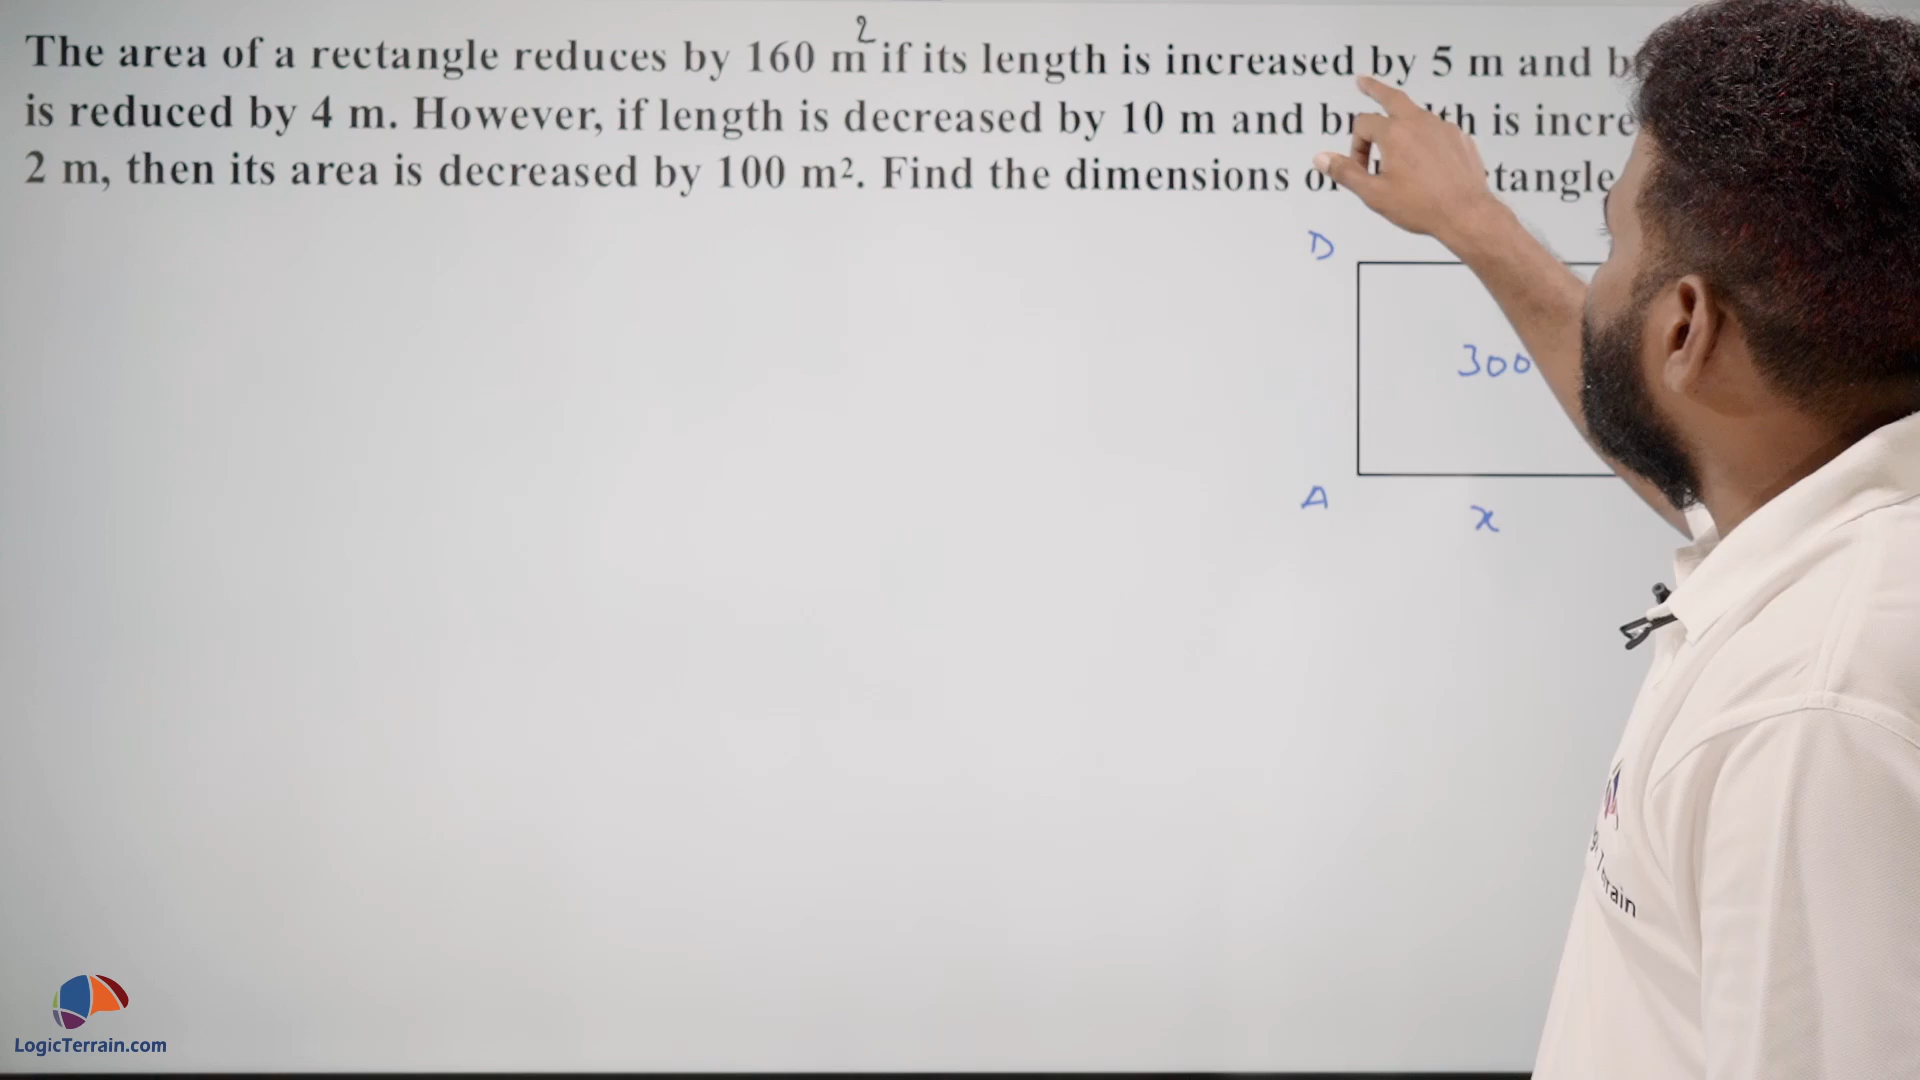 The area of a rectangle reduces by 160 m² if its length is increased by 5 m and
is reduced by 4 m. However, if length is decreased by 10 m and is
2 m, then its area is decreased by 100 m². Find the dimensions
D
300
A
x
LogicTerrain.com